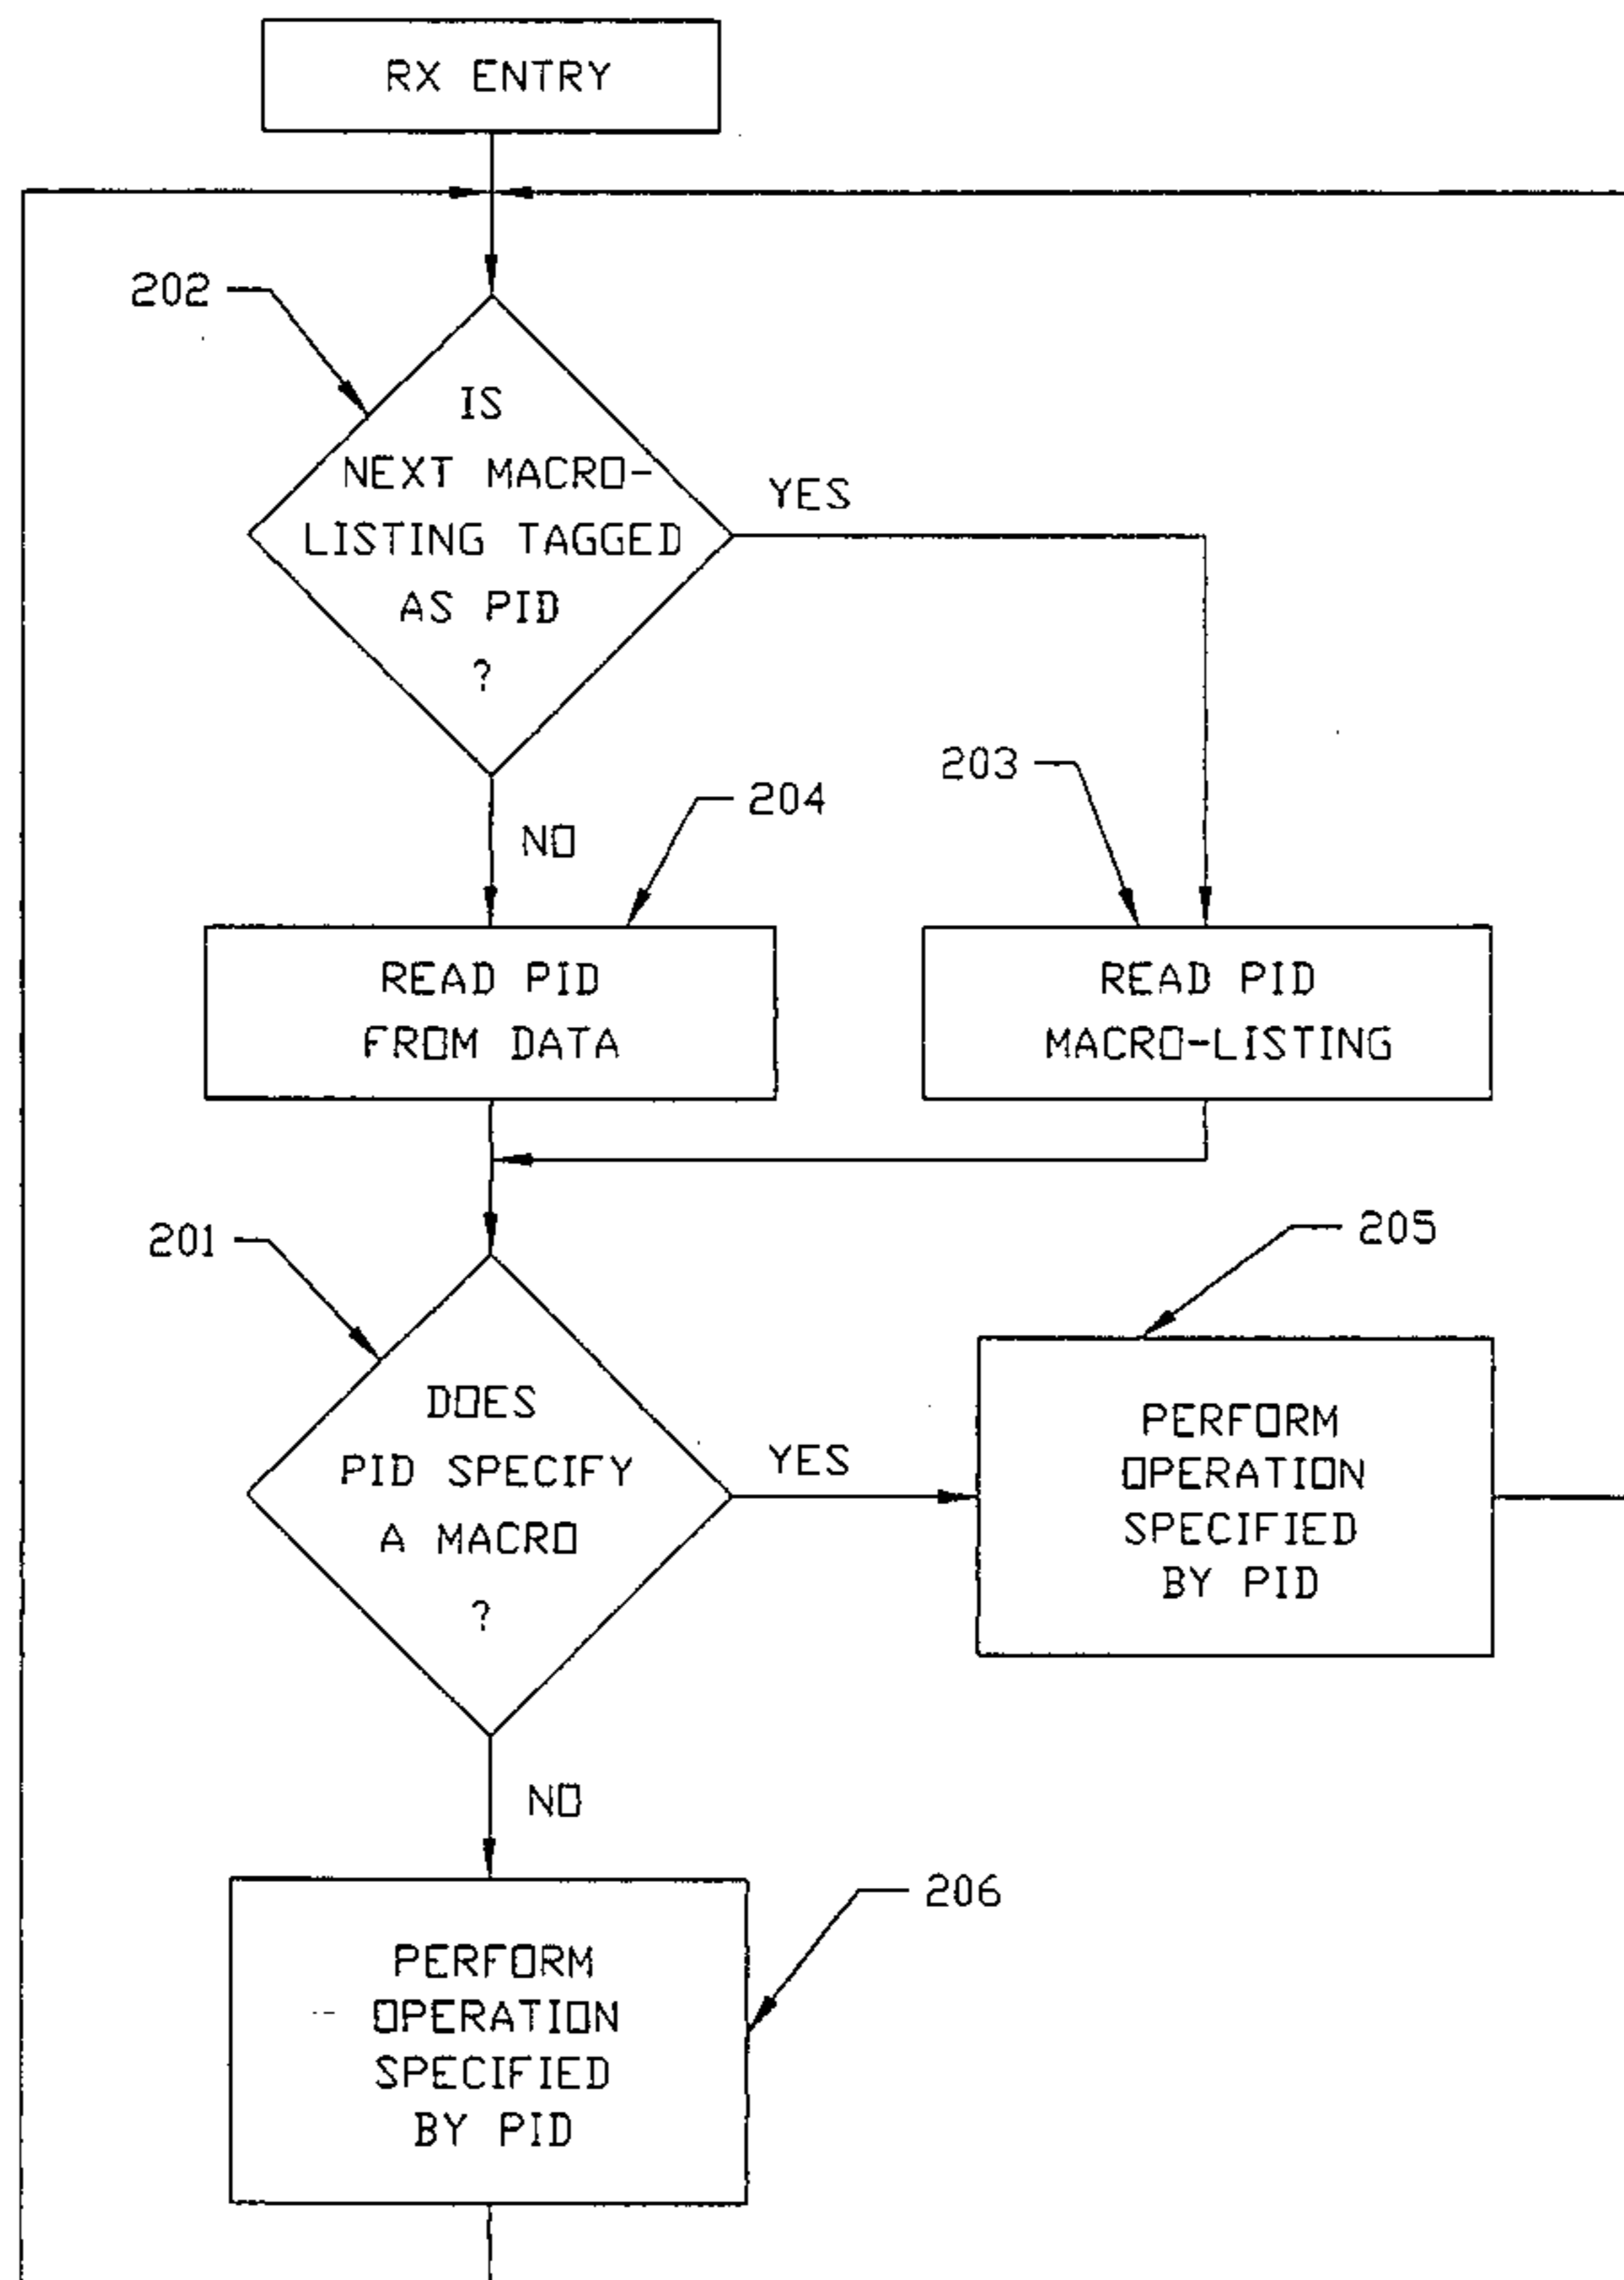 RX ENTRY
202
IS
NEXT MACRO-
LISTING TAGGED
AS PID
?
YES
NO
204
203
READ PID
FROM DATA
READ PID
MACRO-LISTING
201
205
DOES
PID SPECIFY
A MACRO
?
YES
PERFORM
OPERATION
SPECIFIED
BY PID
NO
206
PERFORM
OPERATION
SPECIFIED
BY PID